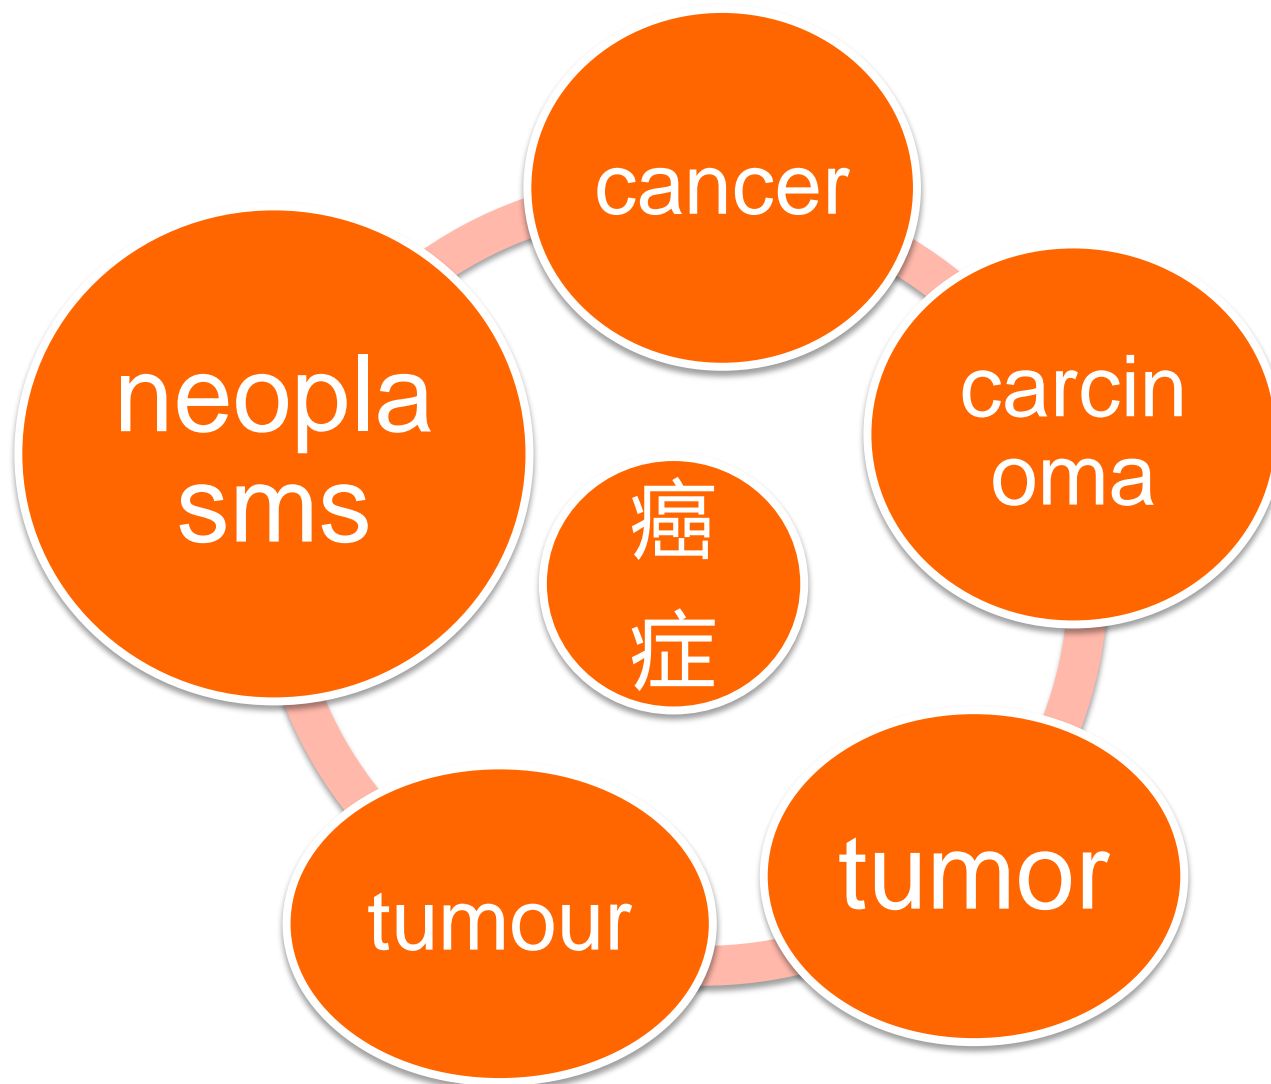 cancer
neopla
sms
carcin
oma
癌
症
tumor
tumour